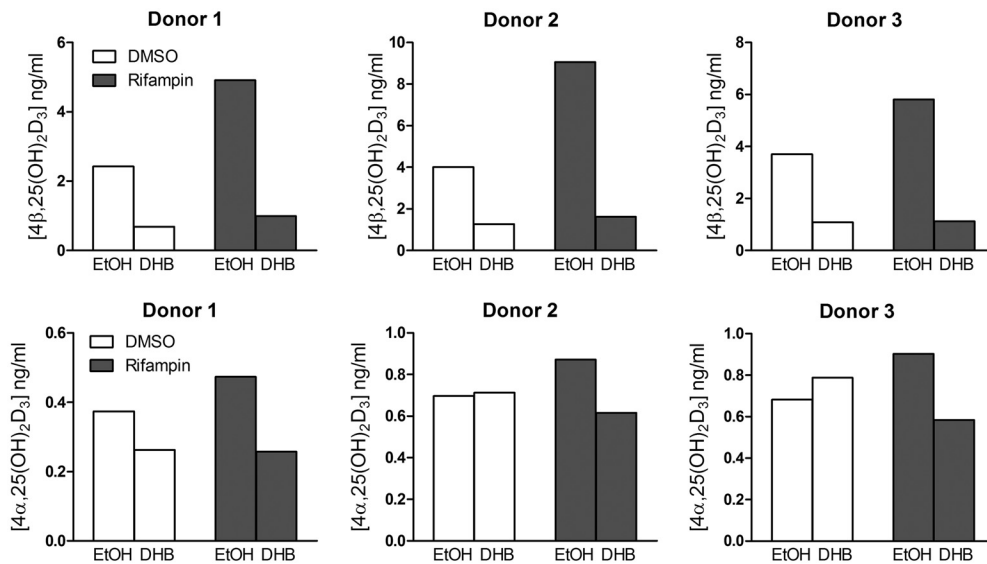 Donor 1
Donor 2
Donor 3
[4β,25(OH)₂D₃] ng/ml
6
4
2
0
DMSO
Rifampin
EtOH DHB EtOH DHB
[4β,25(OH)₂D₃] ng/ml
10
8
6
4
2
0
EtOH DHB EtOH DHB
[4β,25(OH)₂D₃] ng/ml
8
6
4
2
0
EtOH DHB EtOH DHB
Donor 1
Donor 2
Donor 3
[4α,25(OH)₂D₃] ng/ml
0.6
0.4
0.2
0.0
DMSO
Rifampin
EtOH DHB EtOH DHB
[4α,25(OH)₂D₃] ng/ml
1.0
0.8
0.6
0.4
0.2
0.0
EtOH DHB EtOH DHB
[4α,25(OH)₂D₃] ng/ml
1.0
0.8
0.6
0.4
0.2
0.0
EtOH DHB EtOH DHB